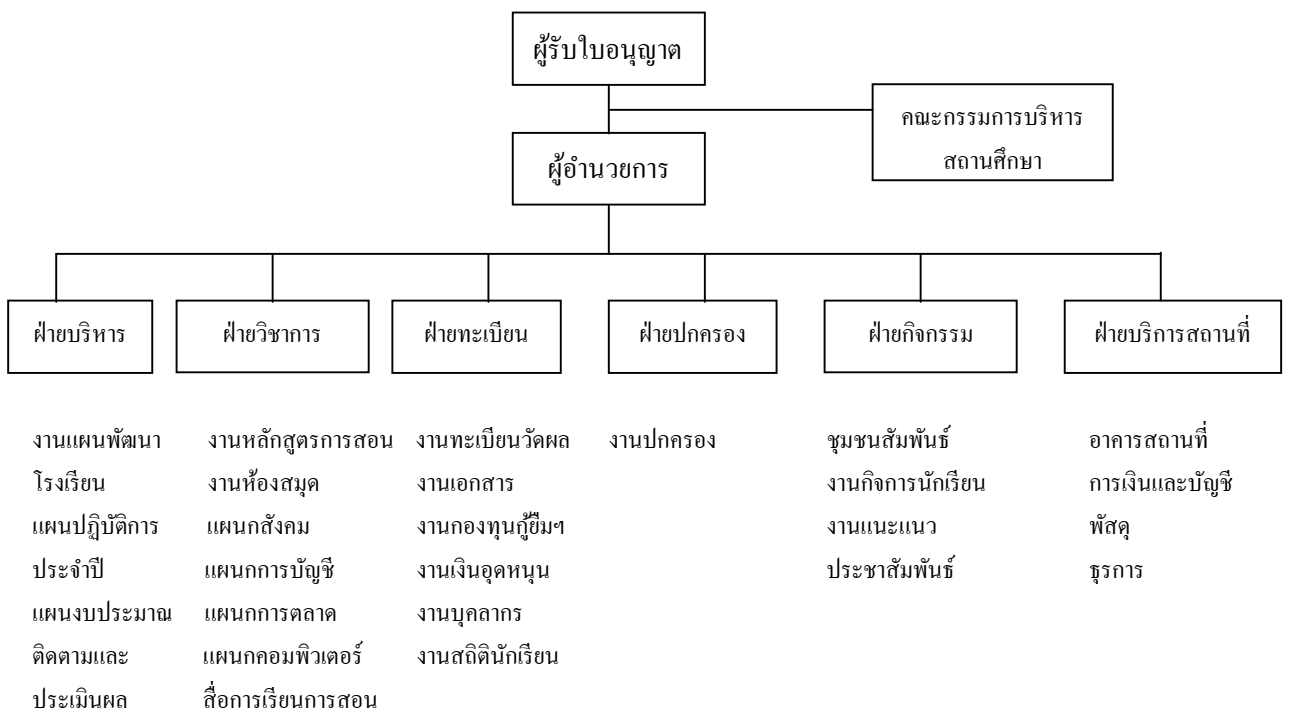 ผู้รับใบอนุญาต
คณะกรรมการบริหาร
สถานศึกษา
ผู้อำนวยการ
ฝ่ายบริหาร
ฝ่ายวิชาการ
ฝ่ายทะเบียน
ฝ่ายปกครอง
ฝ่ายกิจกรรม
ฝ่ายบริการสถานที่
งานแผนพัฒนา
โรงเรียน
แผนปฏิบัติการ
ประจำปี
แผนงบประมาณ
ติดตามและ
ประเมินผล
งานหลักสูตรการสอน
งานห้องสมุด
แผนกสังคม
แผนกการบัญชี
แผนกการตลาด
แผนกคอมพิวเตอร์
สื่อการเรียนการสอน
งานทะเบียนวัดผล
งานเอกสาร
งานกองทุนกู้ยืมฯ
งานเงินอุดหนุน
งานบุคลากร
งานสถิตินักเรียน
งานปกครอง
ชุมชนสัมพันธ์
งานกิจการนักเรียน
งานแนะแนว
ประชาสัมพันธ์
อาคารสถานที่
การเงินและบัญชี
พัสดุ
ธุรการ